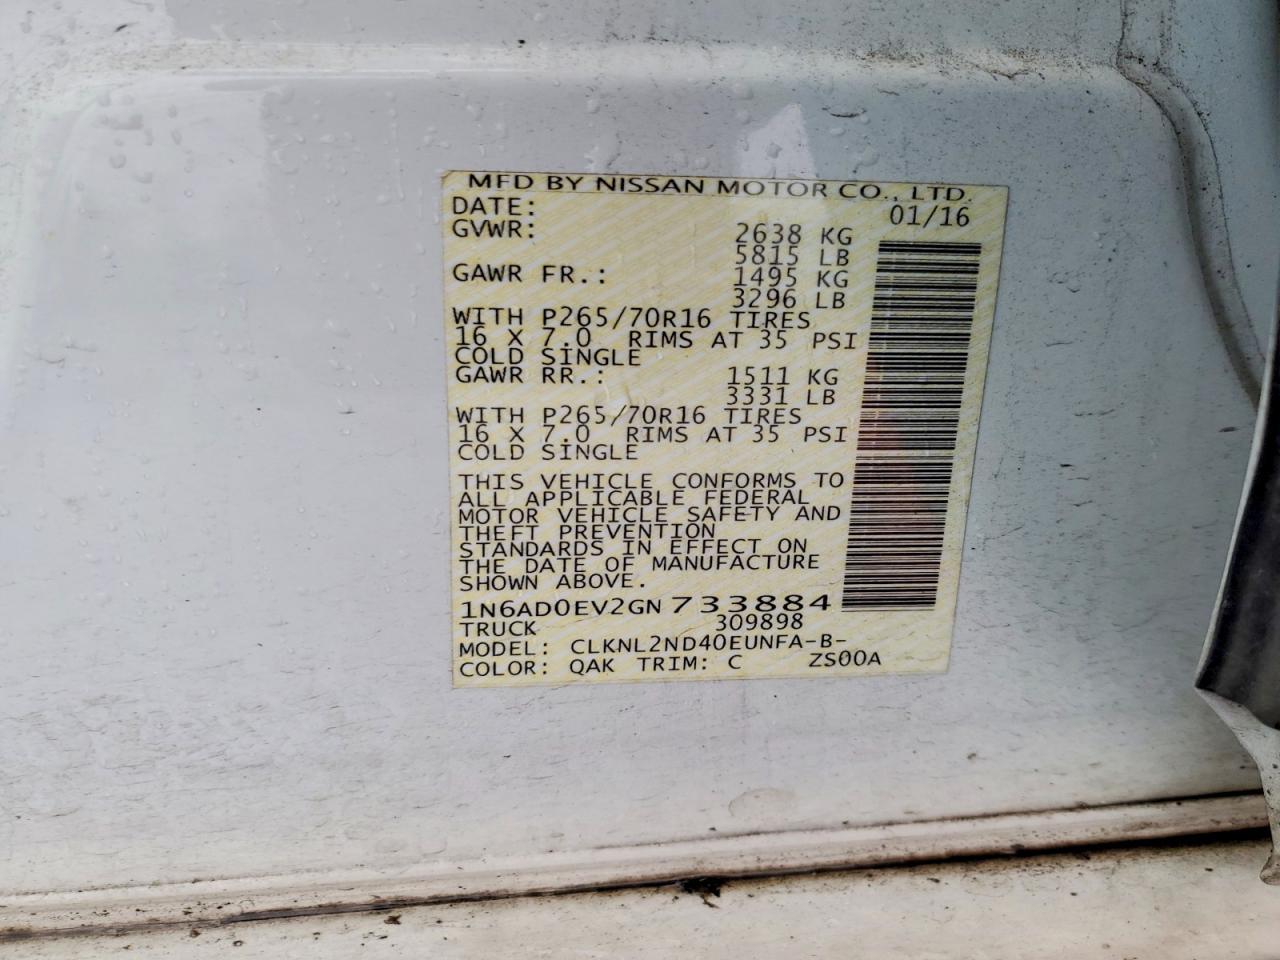 MFD BY NISSAN MOTOR CO., LTD.
DATE: 01/16
GVWR: 2638 KG
5815 LB
GAWR FR.: 1495 KG
3296 LB
WITH P265/70R16 TIRES
16 X 7.0 RIMS AT 35 PSI
COLD SINGLE
GAWR RR.: 1511 KG
3331 LB
WITH P265/70R16 TIRES
16 X 7.0 RIMS AT 35 PSI
COLD SINGLE
THIS VEHICLE CONFORMS TO
ALL APPLICABLE FEDERAL
MOTOR VEHICLE SAFETY AND
THEFT PREVENTION
STANDARDS IN EFFECT ON
THE DATE OF MANUFACTURE
SHOWN ABOVE.
1N6AD0EV2GN733884
TRUCK 309898
MODEL: CLKNL2ND40EUNFA-B-
COLOR: QAK TRIM: C ZS00A